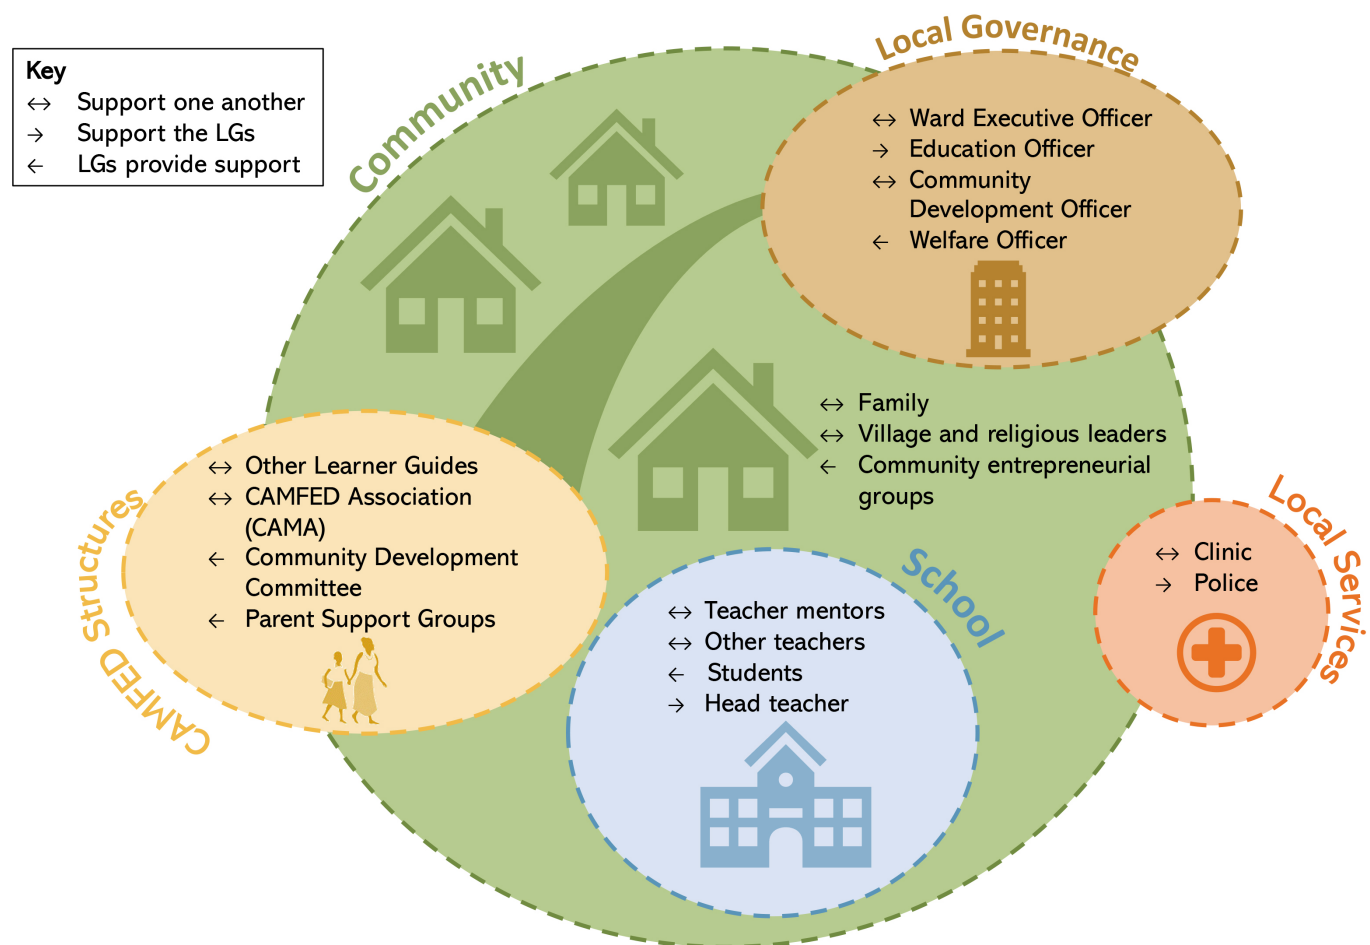 Key
↔ Support one another
→ Support the LGs
← LGs provide support
Community
Local Governance
↔ Ward Executive Officer
→ Education Officer
↔ Community
Development Officer
← Welfare Officer
↔ Family
↔ Village and religious leaders
← Community entrepreneurial
groups
CAMFED Structures
↔ Other Learner Guides
↔ CAMFED Association
(CAMA)
← Community Development
Committee
← Parent Support Groups
School
↔ Teacher mentors
↔ Other teachers
← Students
→ Head teacher
Local Services
↔ Clinic
→ Police